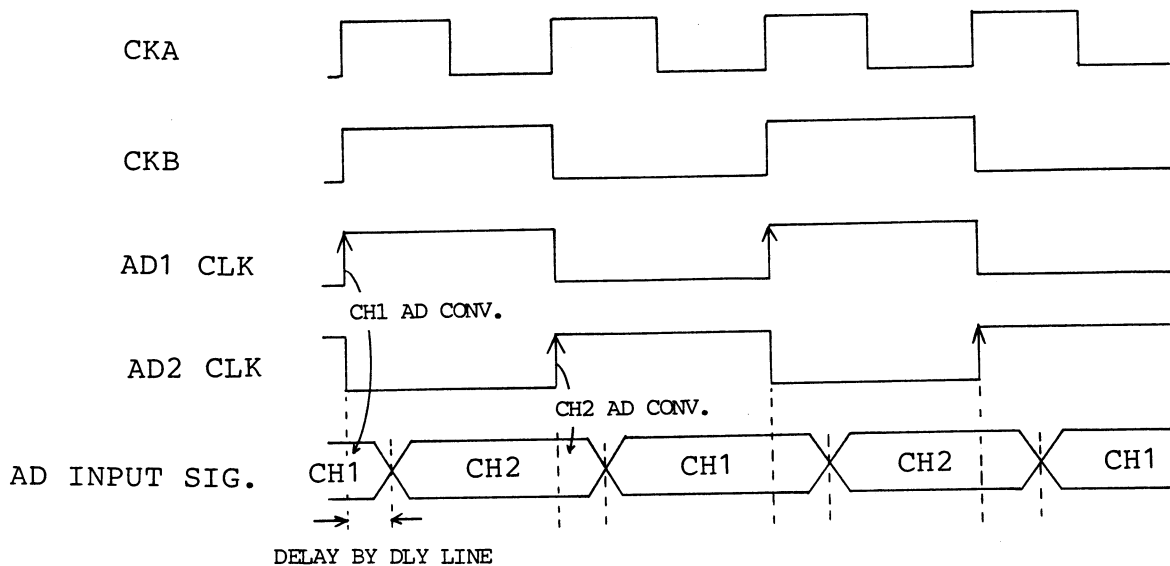 CKA
CKB
AD1 CLK
CH1 AD CONV.
AD2 CLK
CH2 AD CONV.
AD INPUT SIG.
CH1
CH2
CH1
CH2
CH1
DELAY BY DLY LINE